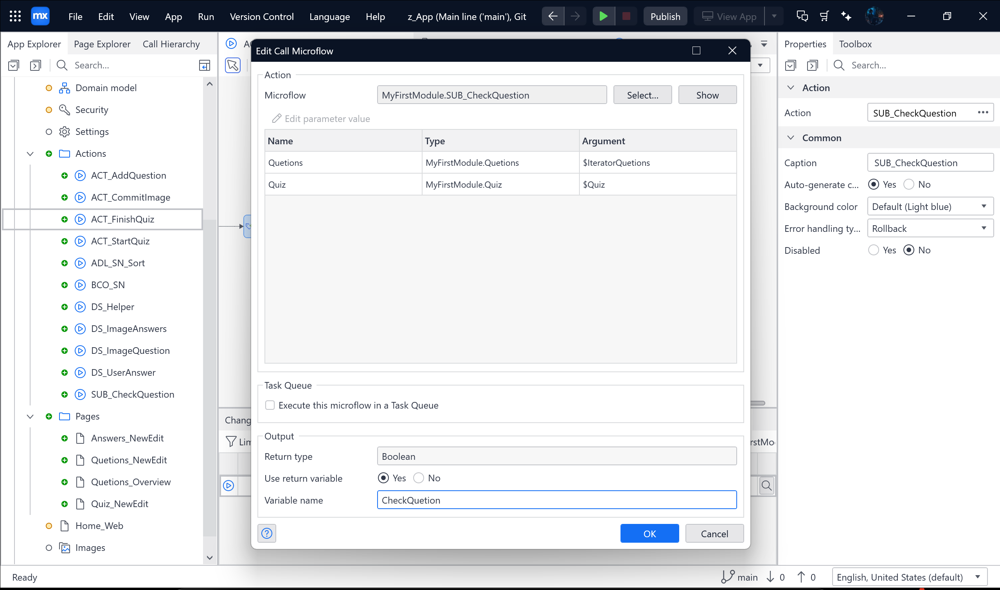 mx File Edit View App Run Version Control Language Help z_App (Main line ('main'), Git Publish View App
App Explorer Page Explorer Call Hierarchy
Search...
Domain model
Security
Settings
Actions
ACT_AddQuestion
ACT_CommitImage
ACT_FinishQuiz
ACT_StartQuiz
ADL_SN_Sort
BCO_SN
DS_Helper
DS_ImageAnswers
DS_ImageQuestion
DS_UserAnswer
SUB_CheckQuestion
Pages
Answers_NewEdit
Quetions_NewEdit
Quetions_Overview
Quiz_NewEdit
Home_Web
Images
Edit Call Microflow
Action
Microflow MyFirstModule.SUB_CheckQuestion Select... Show
Edit parameter value
Name Type Argument
Quetions MyFirstModule.Quetions $IteratorQuetions
Quiz MyFirstModule.Quiz $Quiz
Task Queue
Execute this microflow in a Task Queue
Output
Return type Boolean
Use return variable Yes No
Variable name CheckQuetion
OK Cancel
Chang
Lim
rstMo
Properties Toolbox
Search...
Action
Action SUB_CheckQuestion ...
Common
Caption SUB_CheckQuestion
Auto-generate c... Yes No
Background color Default (Light blue)
Error handling ty... Rollback
Disabled Yes No
Ready main 0 0 English, United States (default)